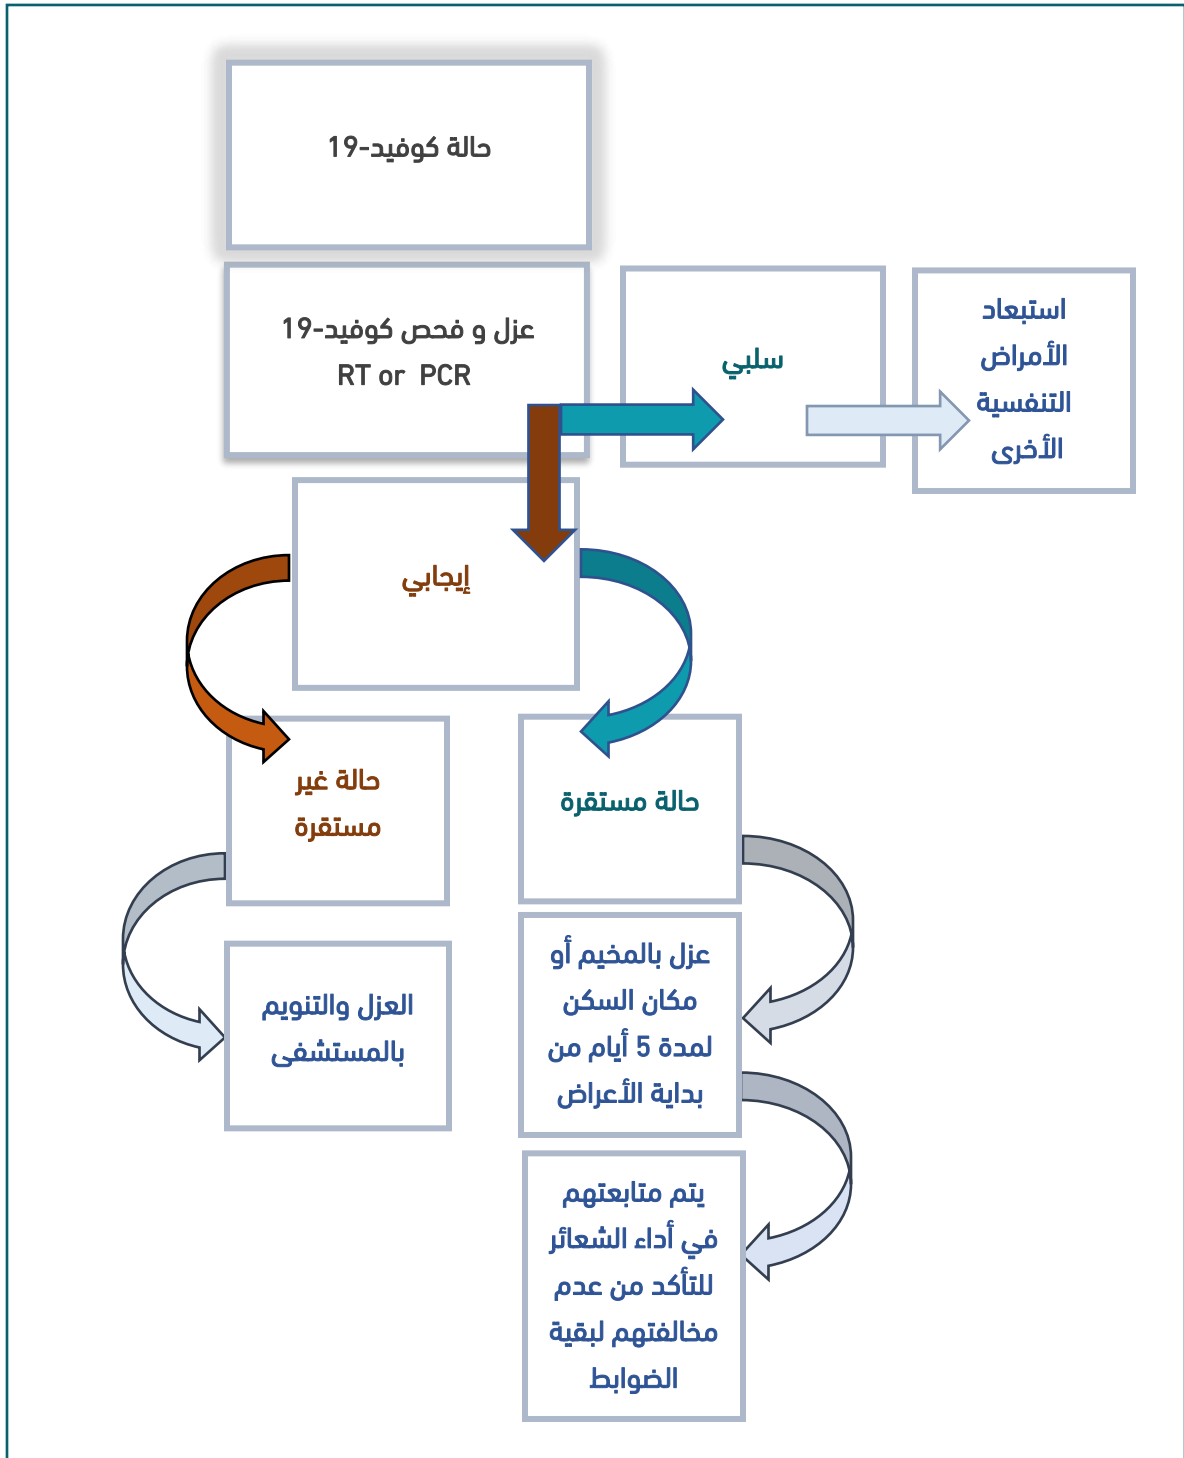 حالة كوفيد-19
عزل و فحص كوفيد-19
RT or PCR
سلبي
استبعاد
الأمراض
التنفسية
الأخرى
إيجابي
حالة مستقرة
حالة غير
مستقرة
عزل بالمخيم أو
مكان السكن
لمدة 5 أيام من
بداية الأعراض
العزل والتنويم
بالمستشفى
يتم متابعتهم
في أداء الشعائر
للتأكد من عدم
مخالفتهم لبقية
الضوابط